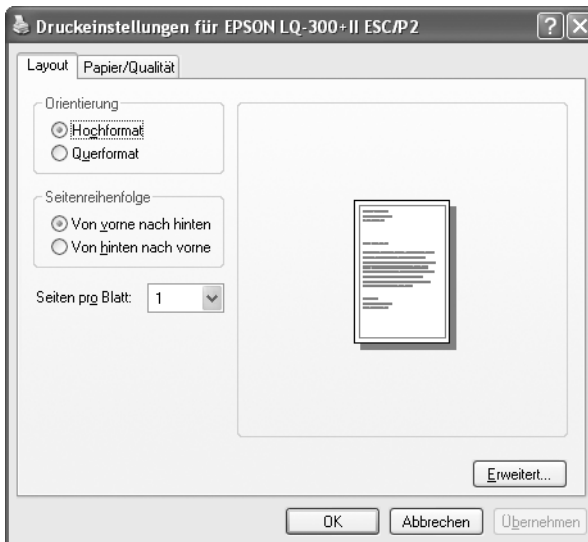 Druckeinstellungen für EPSON LQ-300+II ESC/P2
Layout
Papier/Qualität
Orientierung
Hochformat
Querformat
Seitenreihenfolge
Von vorne nach hinten
Von hinten nach vorne
Seiten pro Blatt: 1
Erweitert...
OK
Abbrechen
Übernehmen